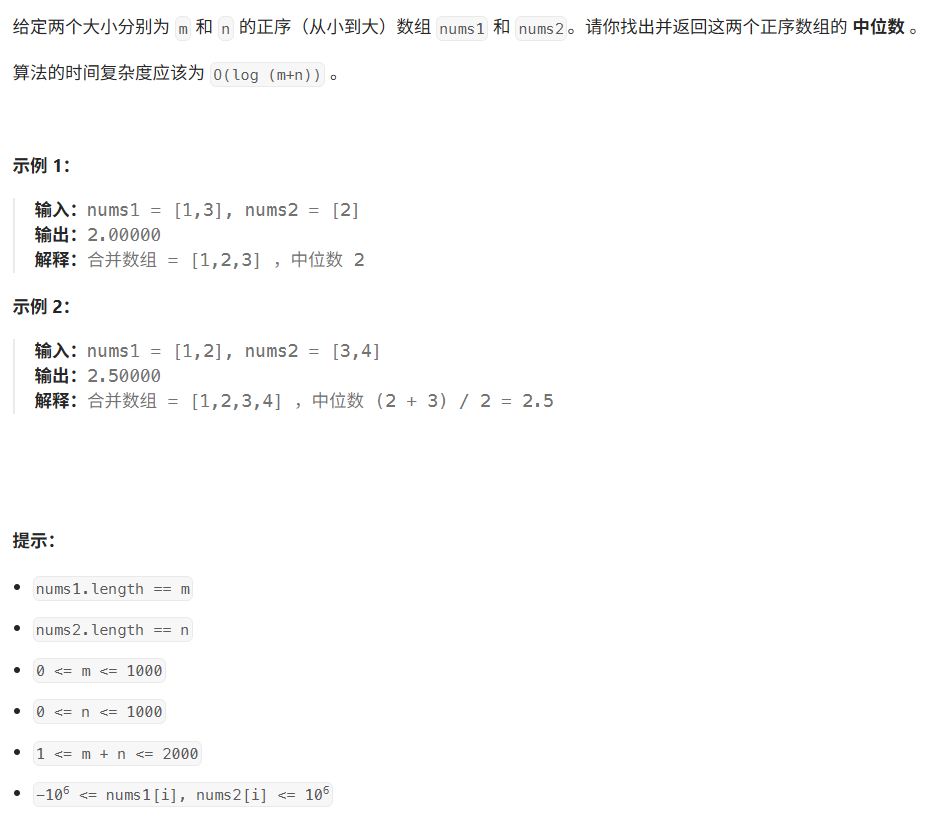 给定两个大小分别为 m 和 n 的正序（从小到大）数组 nums1 和 nums2。请你找出并返回这两个正序数组的 中位数 。
算法的时间复杂度应该为 O(log (m+n)) 。
示例 1：
输入：nums1 = [1,3], nums2 = [2]
输出：2.00000
解释：合并数组 = [1,2,3] ，中位数 2
示例 2：
输入：nums1 = [1,2], nums2 = [3,4]
输出：2.50000
解释：合并数组 = [1,2,3,4] ，中位数 (2 + 3) / 2 = 2.5
提示：
• nums1.length == m
• nums2.length == n
• 0 <= m <= 1000
• 0 <= n <= 1000
• 1 <= m + n <= 2000
• -10⁶ <= nums1[i], nums2[i] <= 10⁶